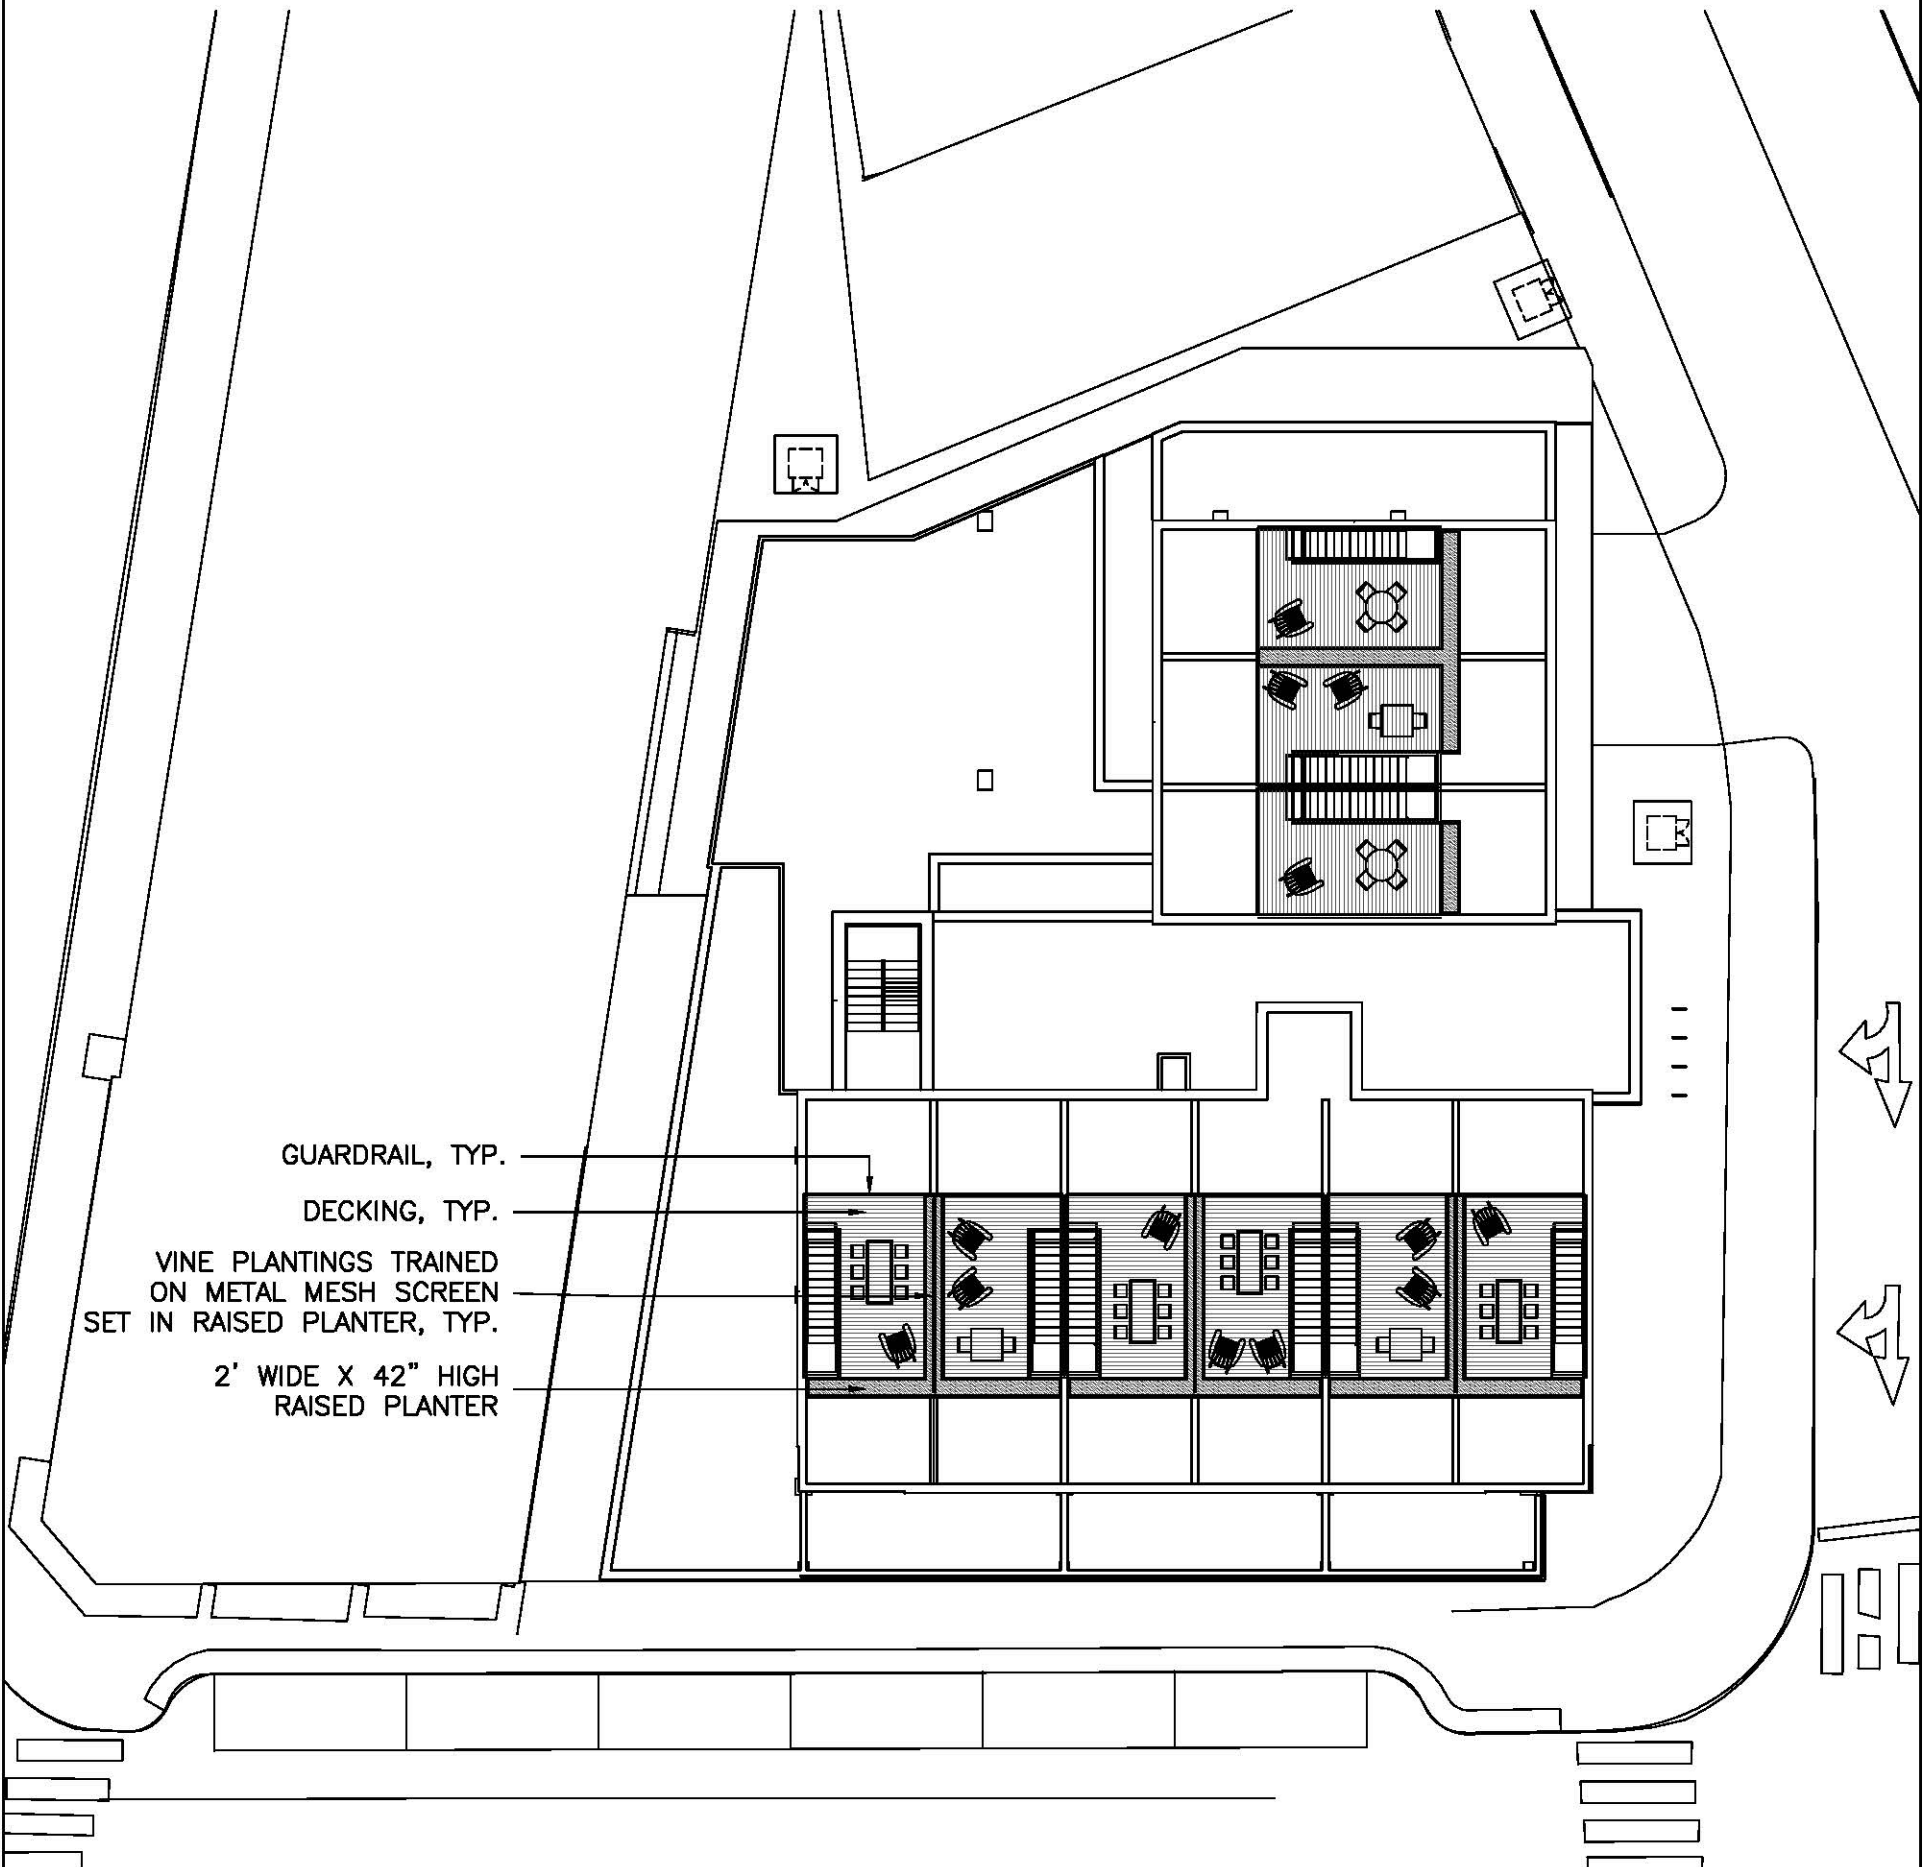 GUARDRAIL, TYP.
DECKING, TYP.
VINE PLANTINGS TRAINED
ON METAL MESH SCREEN
SET IN RAISED PLANTER, TYP.
2' WIDE X 42" HIGH
RAISED PLANTER